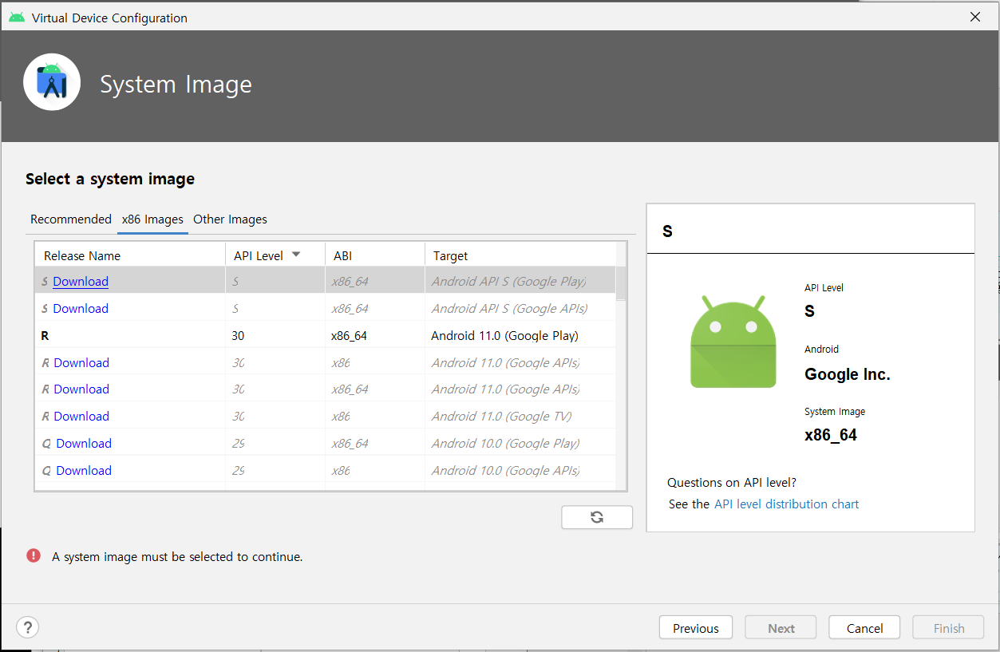 Virtual Device Configuration
System Image
Select a system image
Recommended x86 Images Other Images
Release Name API Level ABI Target
S Download S x86_64 Android API S (Google Play)
S Download S x86_64 Android API S (Google APIs)
R 30 x86_64 Android 11.0 (Google Play)
R Download 30 x86 Android 11.0 (Google APIs)
R Download 30 x86_64 Android 11.0 (Google APIs)
R Download 30 x86 Android 11.0 (Google TV)
Q Download 29 x86_64 Android 10.0 (Google Play)
Q Download 29 x86 Android 10.0 (Google APIs)
S
API Level
S
Android
Google Inc.
System Image
x86_64
Questions on API level?
See the API level distribution chart
A system image must be selected to continue.
? Previous Next Cancel Finish